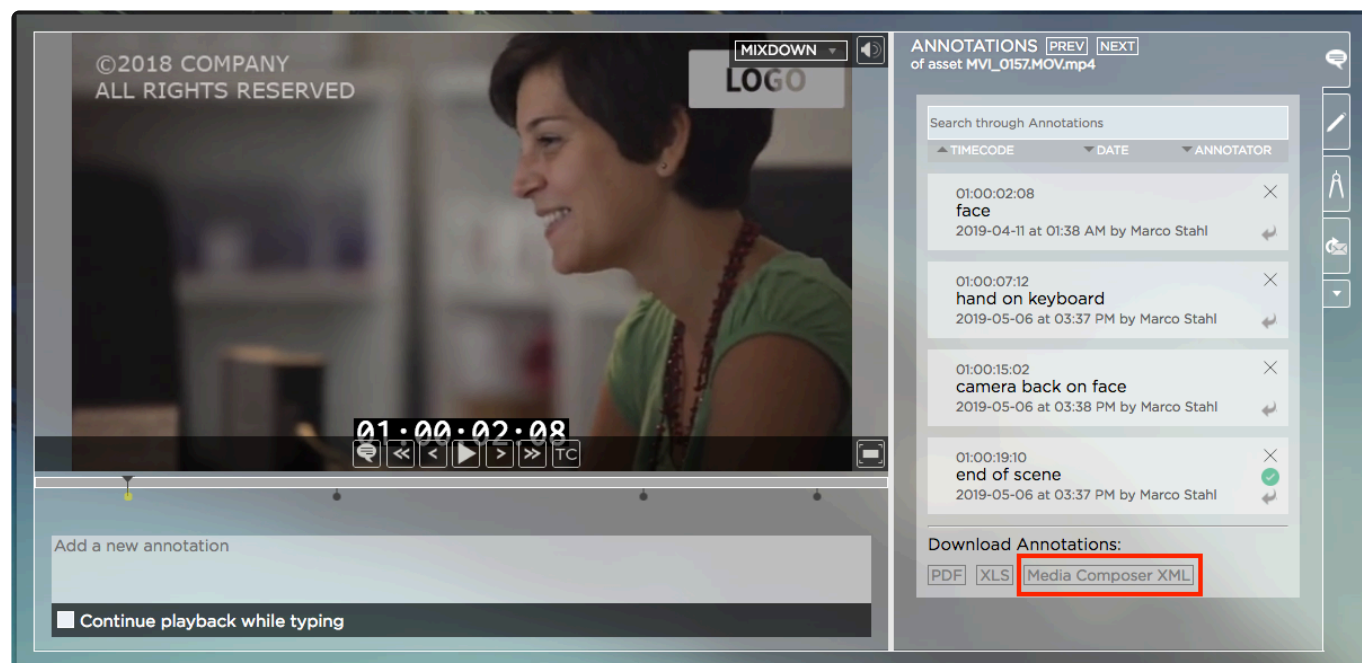 ©2018 COMPANY
ALL RIGHTS RESERVED
MIXDOWN
LOGO
01:00:02:08
TC
Add a new annotation
Continue playback while typing
ANNOTATIONS PREV NEXT
of asset MVI_0157.MOV.mp4
Search through Annotations
TIMECODE DATE ANNOTATOR
01:00:02:08
face
2019-04-11 at 01:38 AM by Marco Stahl
01:00:07:12
hand on keyboard
2019-05-06 at 03:37 PM by Marco Stahl
01:00:15:02
camera back on face
2019-05-06 at 03:38 PM by Marco Stahl
01:00:19:10
end of scene
2019-05-06 at 03:37 PM by Marco Stahl
Download Annotations:
PDF XLS Media Composer XML